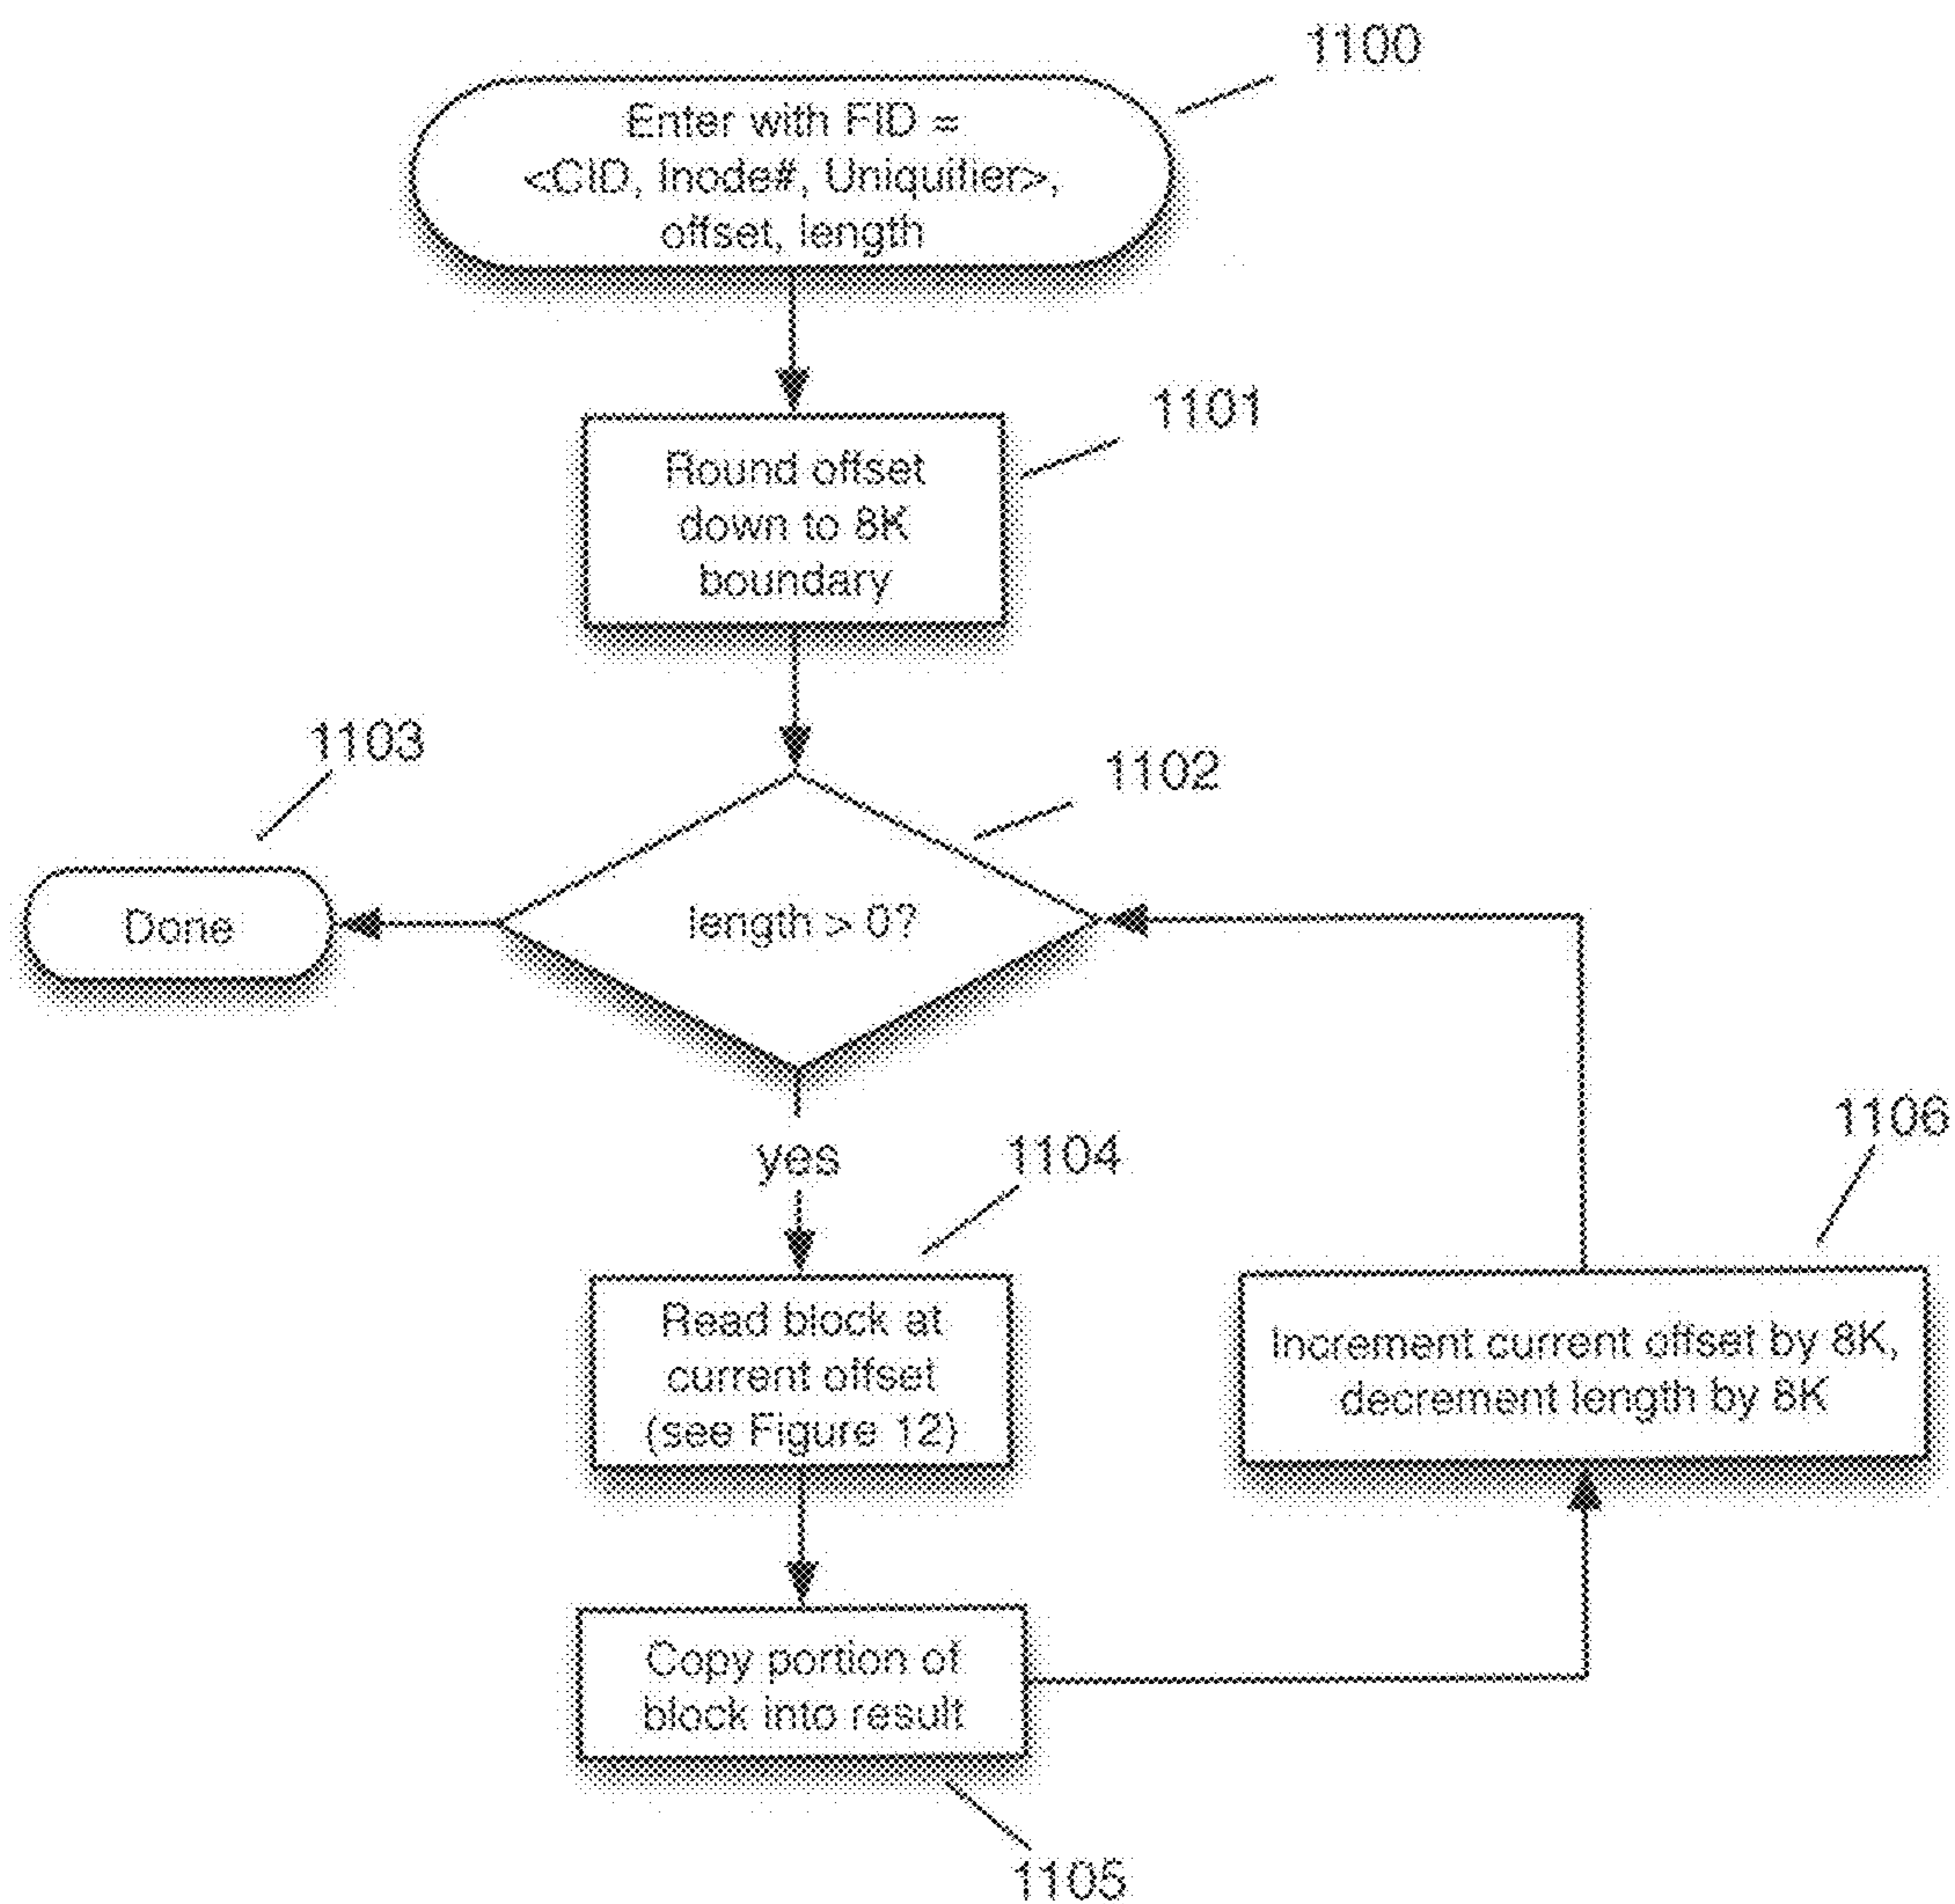 1100
Enter with FID =
<CID, Inode#, Uniquifier>,
offset, length
1101
Round offset
down to 8K
boundary
1103
1102
Done
length > 0?
yes
1104
1106
Read block at
current offset
(see Figure 12)
Increment current offset by 8K,
decrement length by 8K
Copy portion of
block into result
1105